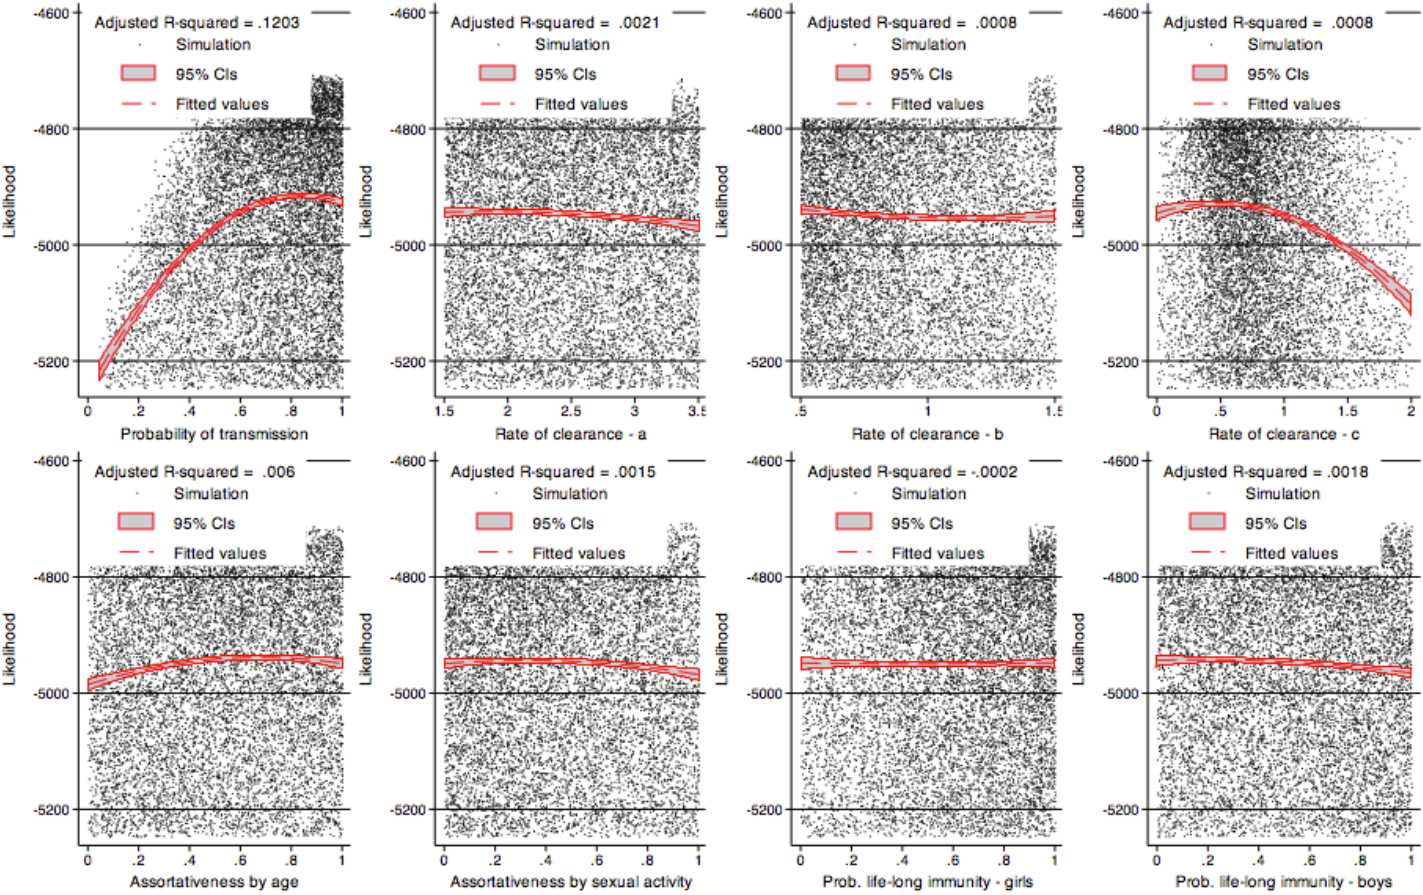 Adjusted R-squared = .1203
Simulation
95% CIs
Fitted values
-4600
-4800
-5000
-5200
Likelihood
0 .2 .4 .6 .8 1
Probability of transmission
Adjusted R-squared = .0021
Simulation
95% CIs
Fitted values
-4600
-4800
-5000
-5200
Likelihood
1.5 2 2.5 3 3.5
Rate of clearance - a
Adjusted R-squared = .0008
Simulation
95% CIs
Fitted values
-4600
-4800
-5000
-5200
Likelihood
.5 1 1.5
Rate of clearance - b
Adjusted R-squared = .0008
Simulation
95% CIs
Fitted values
-4600
-4800
-5000
-5200
Likelihood
0 .5 1 1.5 2
Rate of clearance - c
Adjusted R-squared = .006
Simulation
95% CIs
Fitted values
-4600
-4800
-5000
-5200
Likelihood
0 .2 .4 .6 .8 1
Assortativeness by age
Adjusted R-squared = .0015
Simulation
95% CIs
Fitted values
-4600
-4800
-5000
-5200
Likelihood
0 .2 .4 .6 .8 1
Assortativeness by sexual activity
Adjusted R-squared = -.0002
Simulation
95% CIs
Fitted values
-4600
-4800
-5000
-5200
Likelihood
0 .2 .4 .6 .8 1
Prob. life-long immunity - girls
Adjusted R-squared = .0018
Simulation
95% CIs
Fitted values
-4600
-4800
-5000
-5200
Likelihood
0 .2 .4 .6 .8 1
Prob. life-long immunity - boys